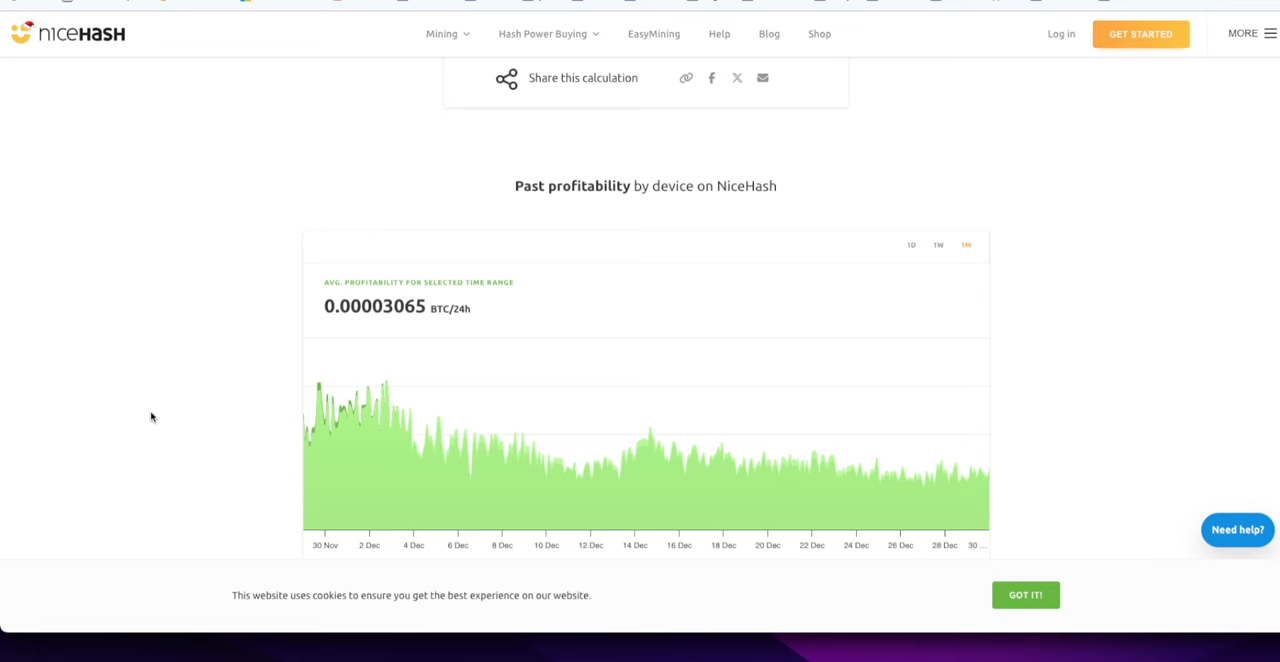 nicEHASH
Mining
Hash Power Buying
EasyMining
Help
Blog
Shop
Log in
GET STARTED
MORE
Share this calculation
Past profitability by device on NiceHash
1D 1W 1M
AVG. PROFITABILITY FOR SELECTED TIME RANGE
0.00003065 BTC/24h
30 Nov 2 Dec 4 Dec 6 Dec 8 Dec 10 Dec 12 Dec 14 Dec 16 Dec 18 Dec 20 Dec 22 Dec 24 Dec 26 Dec 28 Dec 30 ...
Need help?
This website uses cookies to ensure you get the best experience on our website.
GOT IT!